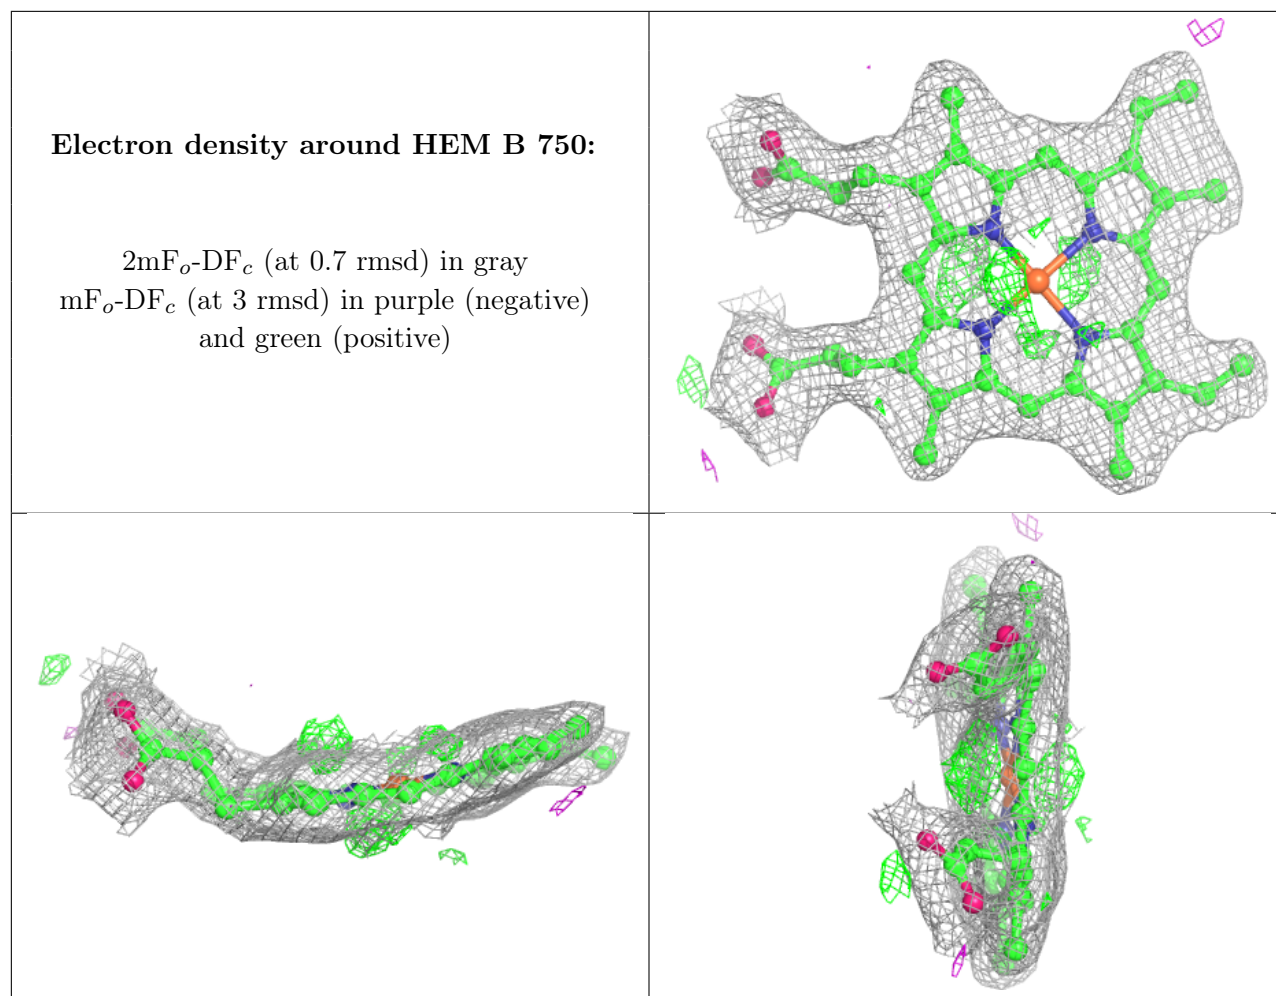 Electron density around HEM B 750:
2mFo-DFc (at 0.7 rmsd) in gray
mFo-DFc (at 3 rmsd) in purple (negative)
and green (positive)